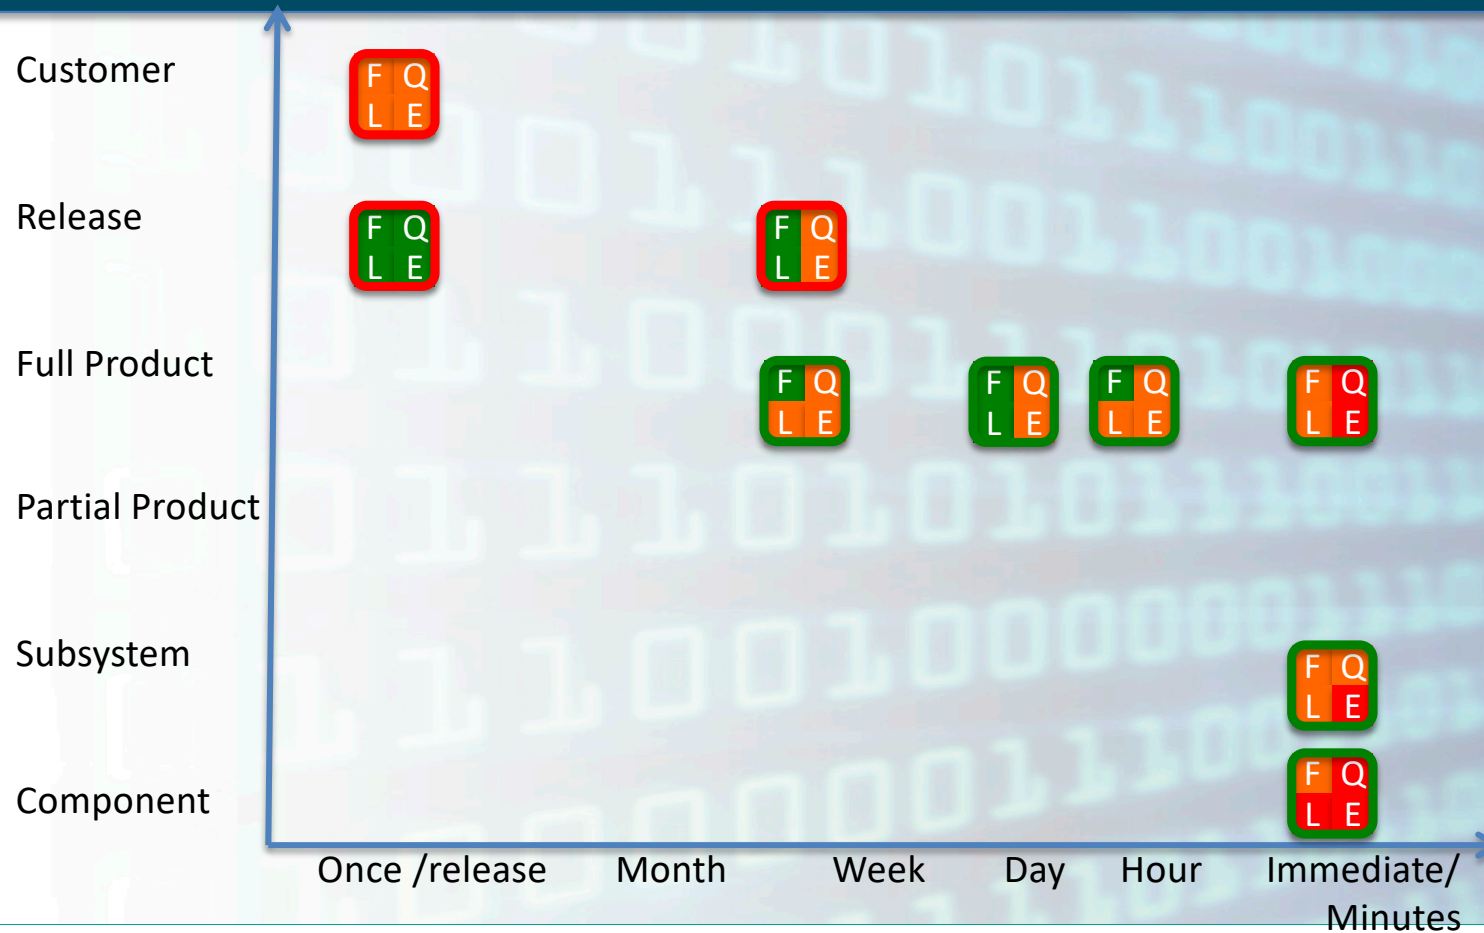 Customer
F Q
L E
Release
F Q
L E
F Q
L E
Full Product
F Q
L E
F Q
L E
F Q
L E
F Q
L E
Partial Product
Subsystem
F Q
L E
Component
F Q
L E
Once /release
Month
Week
Day
Hour
Immediate/
Minutes